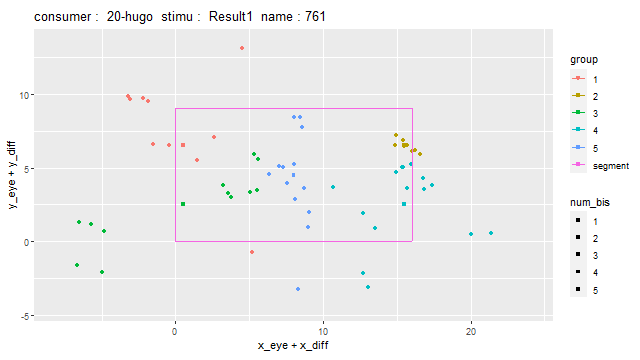 consumer :  20-hugo  stimu :  Result1  name : 761
y_eye + y_diff
10
5
0
-5
0
10
20
x_eye + x_diff
group
1
2
3
4
5
segment
num_bis
1
2
3
4
5